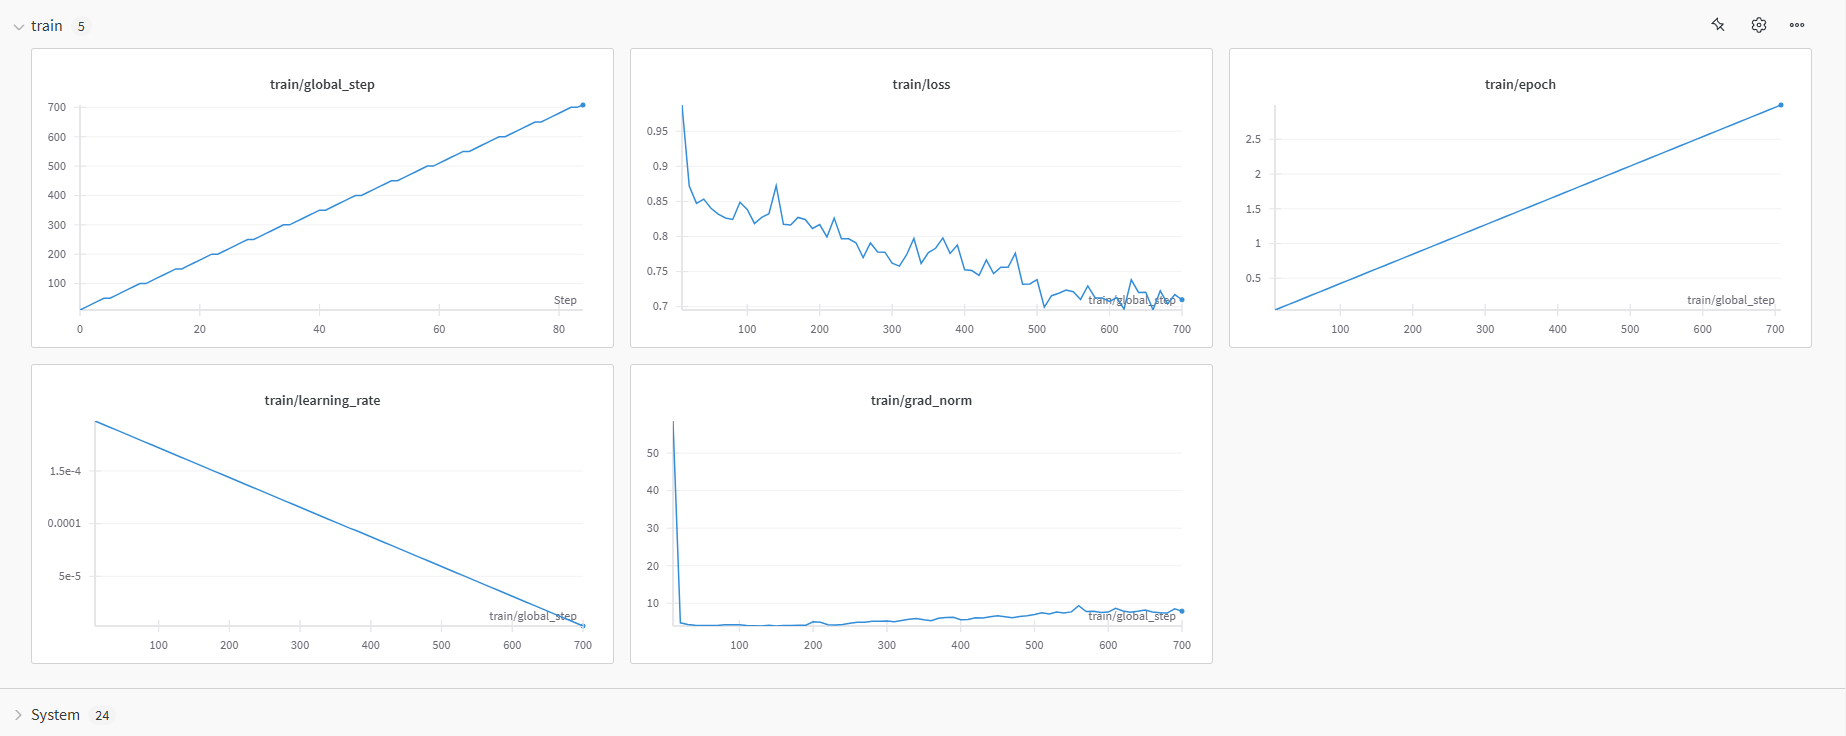 train 5
train/global_step
700
600
500
400
300
200
100
Step
0 20 40 60 80
train/loss
0.95
0.9
0.85
0.8
0.75
0.7
train/global_step
100 200 300 400 500 600 700
train/epoch
2.5
2
1.5
1
0.5
train/global_step
100 200 300 400 500 600 700
train/learning_rate
1.5e-4
0.0001
5e-5
train/global_step
100 200 300 400 500 600 700
train/grad_norm
50
40
30
20
10
train/global_step
100 200 300 400 500 600 700
System 24